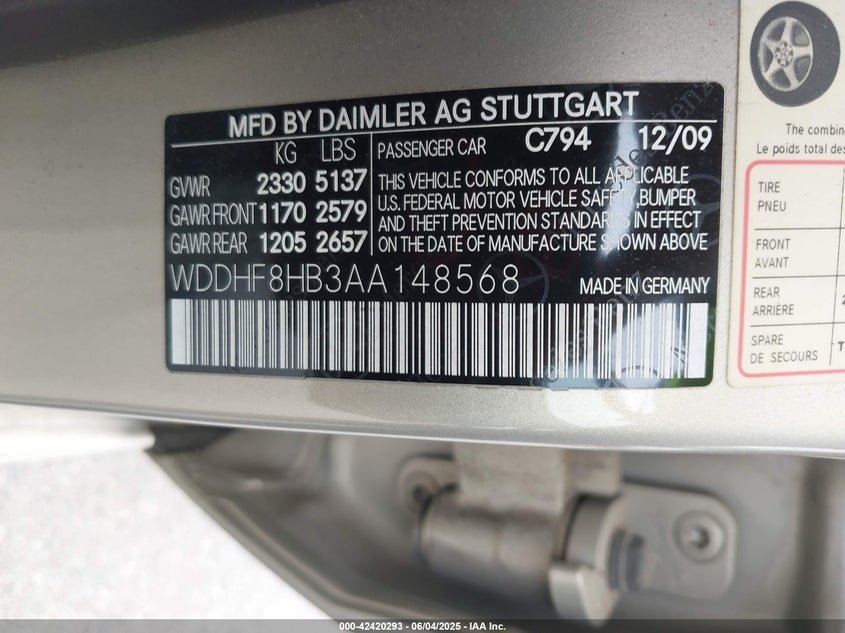 MFD BY DAIMLER AG STUTTGART
KG LBS
GVWR 2330 5137
GAWR FRONT 1170 2579
GAWR REAR 1205 2657
PASSENGER CAR C794 12/09
THIS VEHICLE CONFORMS TO ALL APPLICABLE
U.S. FEDERAL MOTOR VEHICLE SAFETY, BUMPER
AND THEFT PREVENTION STANDARDS IN EFFECT
ON THE DATE OF MANUFACTURE SHOWN ABOVE
WDDHF8HB3AA148568
MADE IN GERMANY
The combine
Le poids total des
TIRE
PNEU
FRONT
AVANT
REAR
ARRIÈRE
SPARE
DE SECOURS
000-42420293 - 06/04/2025 - IAA Inc.